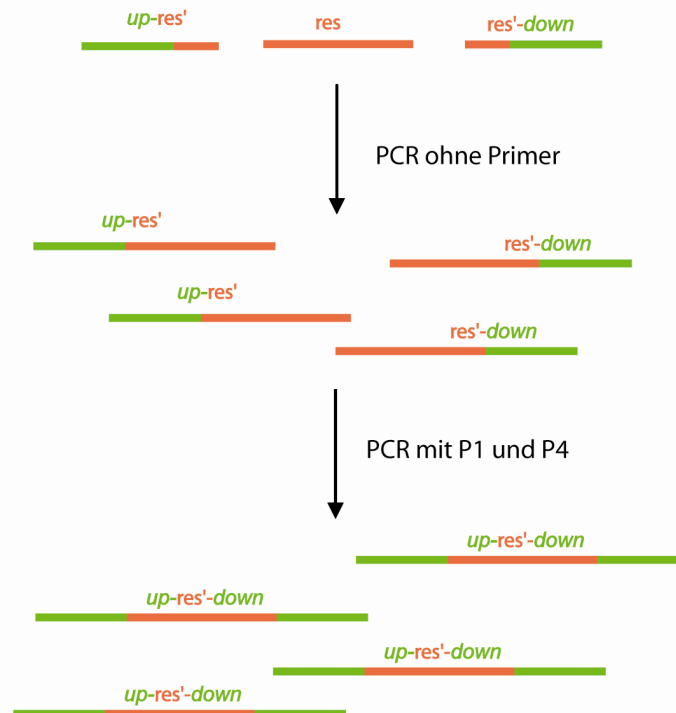 up-res'
res
res'-down
PCR ohne Primer
up-res'
res'-down
up-res'
res'-down
PCR mit P1 und P4
up-res'-down
up-res'-down
up-res'-down
up-res'-down